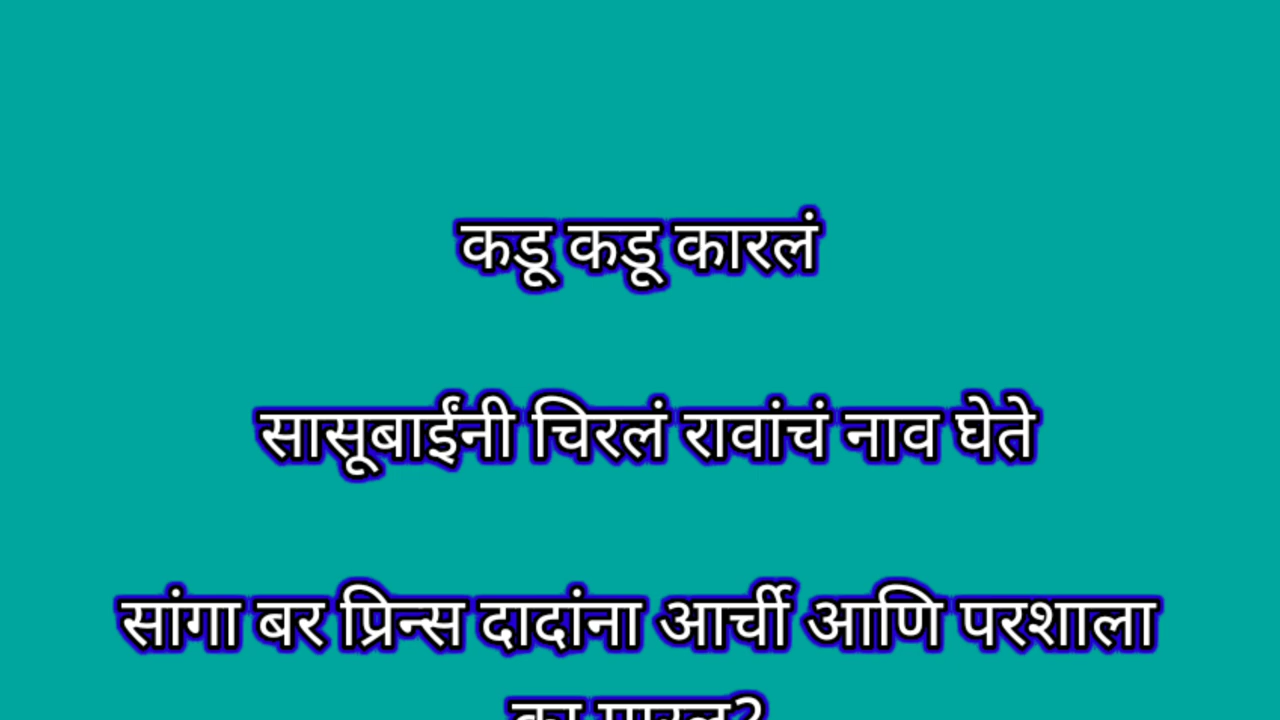 कडू कडू कारलं
सासूबाईंनी चिरलं रावांचं नाव घेते
सांगा बर प्रिन्स दादांना आर्ची आणि परशाला